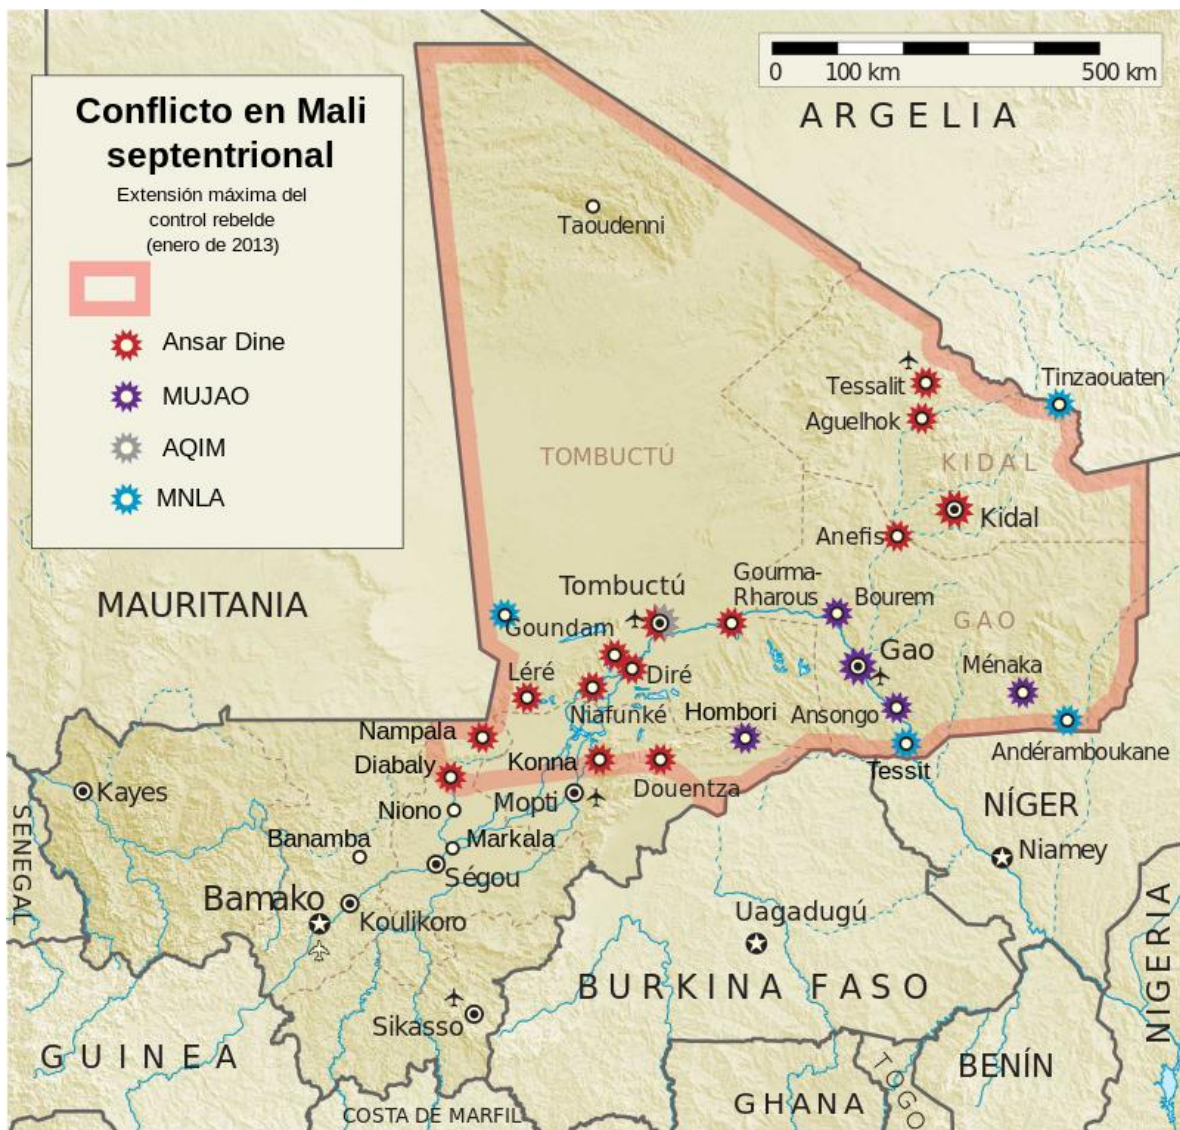 Conflicto en Mali
septentrional
Extensión máxima del
control rebelde
(enero de 2013)
Ansar Dine
MUJAO
AQIM
MNLA
0 100 km 500 km
ARGELIA
Taoudenni
Tessalit
Tinzaouaten
Aguelhok
TOMBUCTÚ
KIDAL
Kidal
Anefis
Tombuctú
Gourma-
Rharous
Bourem
MAURITANIA
Goundam
GAO
Gao
Léré
Diré
Ménaka
Niafunké
Hombori
Ansongo
Nampala
Andéramboukane
Diabaly
Konna
Tessit
Kayes
Mopti
Douentza
Niono
NÍGER
SENEGAL
Banamba
Markala
Niamey
Ségou
Bamako
Koulikoro
Uagadugú
BURKINA FASO
NIGERIA
Sikasso
GUINEA
BENÍN
TOGO
GHANA
COSTA DE MARFIL